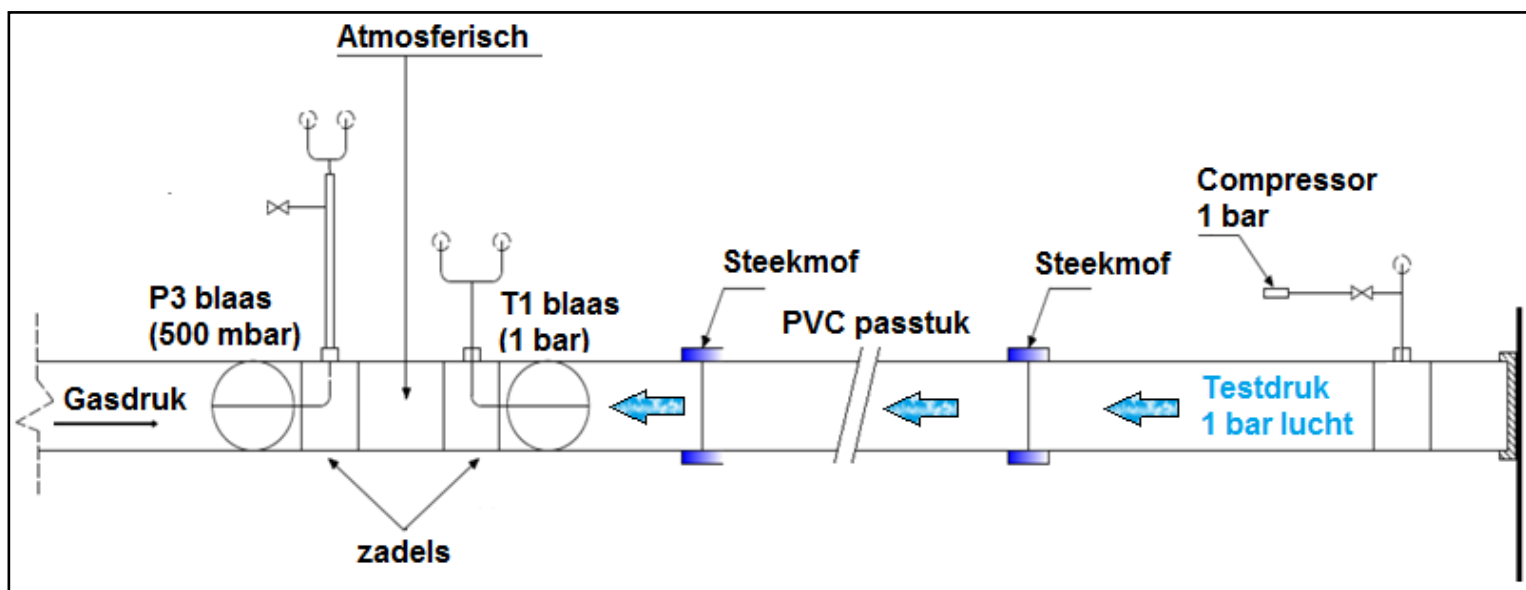 Atmosferisch
Compressor
1 bar
Steekmof
Steekmof
P3 blaas
(500 mbar)
T1 blaas
(1 bar)
PVC passtuk
Gasdruk
Testdruk
1 bar lucht
zadels